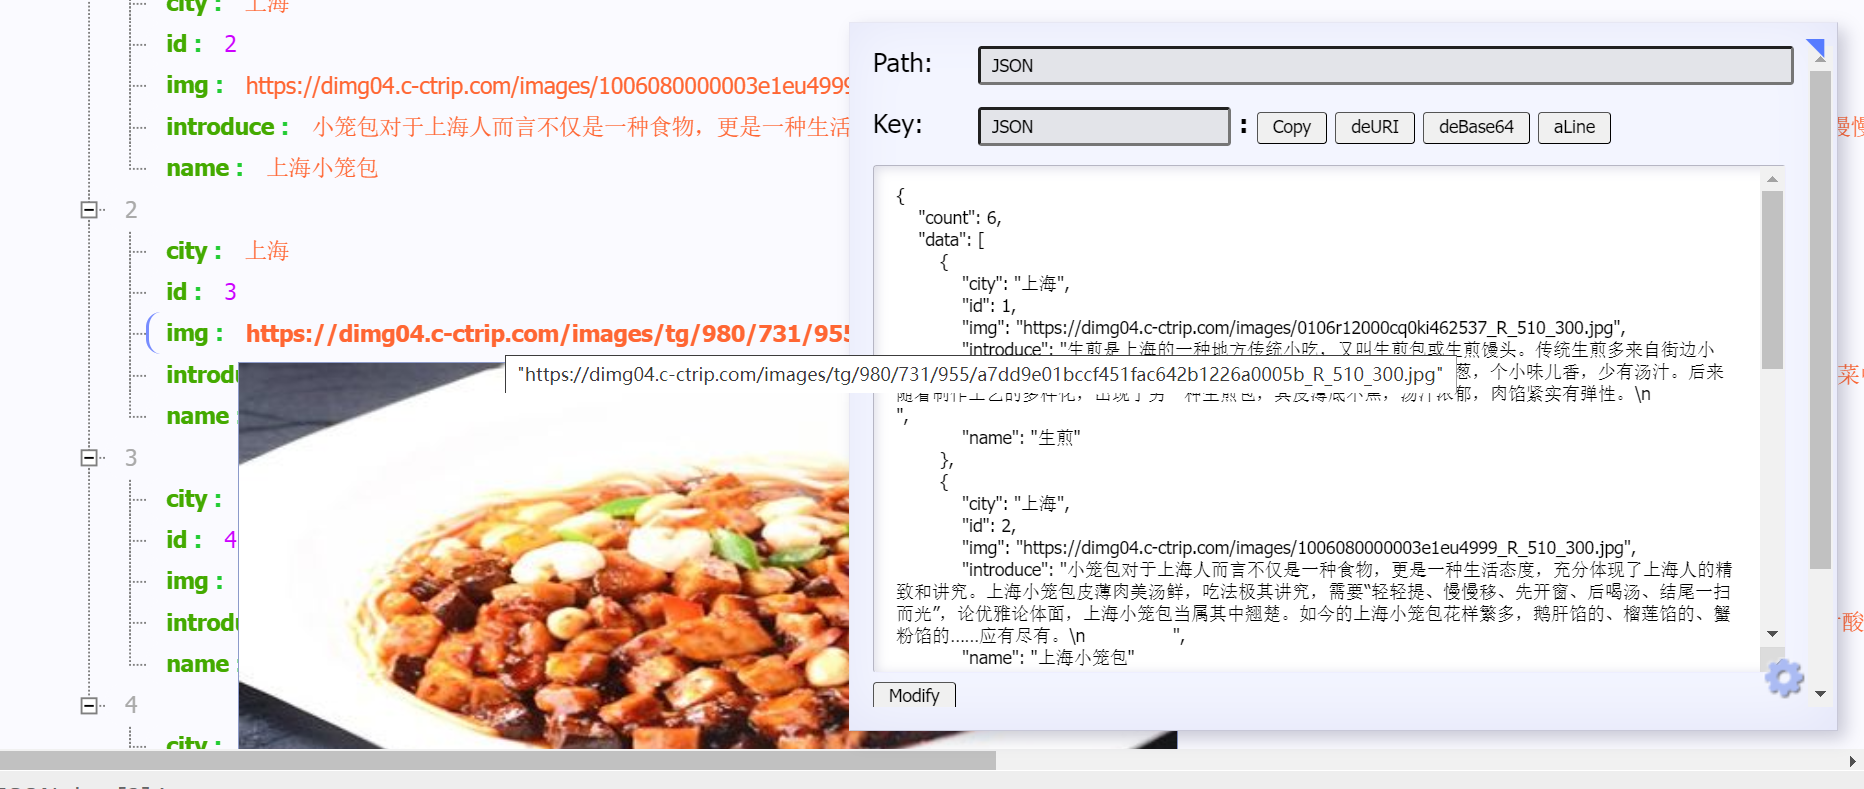 city : 上海
id : 2
img : https://dimg04.c-ctrip.com/images/1006080000003e1eu4999
introduce : 小笼包对于上海人而言不仅是一种食物，更是一种生活
name : 上海小笼包
2
city : 上海
id : 3
img : https://dimg04.c-ctrip.com/images/tg/980/731/955
introdu
name :
3
city :
id : 4
img :
introdu
name :
4
city :
Path: JSON
Key: JSON : Copy deURI deBase64 aLine
{
"count": 6,
"data": [
{
"city": "上海",
"id": 1,
"img": "https://dimg04.c-ctrip.com/images/0106r12000cq0ki462537_R_510_300.jpg",
"introduce": "生煎是上海的一种地方传统小吃，又叫生煎包或生煎馒头。传统生煎多来自街边小
"https://dimg04.c-ctrip.com/images/tg/980/731/955/a7dd9e01bccf451fac642b1226a0005b_R_510_300.jpg"
葱，个小味儿香，少有汤汁。后来
随着制作工艺的多样化，出现了另一种生煎包，其皮薄底不焦，汤汁浓郁，肉馅紧实有弹性。\n
",
"name": "生煎"
},
{
"city": "上海",
"id": 2,
"img": "https://dimg04.c-ctrip.com/images/1006080000003e1eu4999_R_510_300.jpg",
"introduce": "小笼包对于上海人而言不仅是一种食物，更是一种生活态度，充分体现了上海人的精
致和讲究。上海小笼包皮薄肉美汤鲜，吃法极其讲究，需要“轻轻提、慢慢移、先开窗、后喝汤、结尾一扫
而光”，论优雅论体面，上海小笼包当属其中翘楚。如今的上海小笼包花样繁多，鹅肝馅的、榴莲馅的、蟹
粉馅的......应有尽有。\n ",
"name": "上海小笼包"
Modify
慢慢
菜
酸